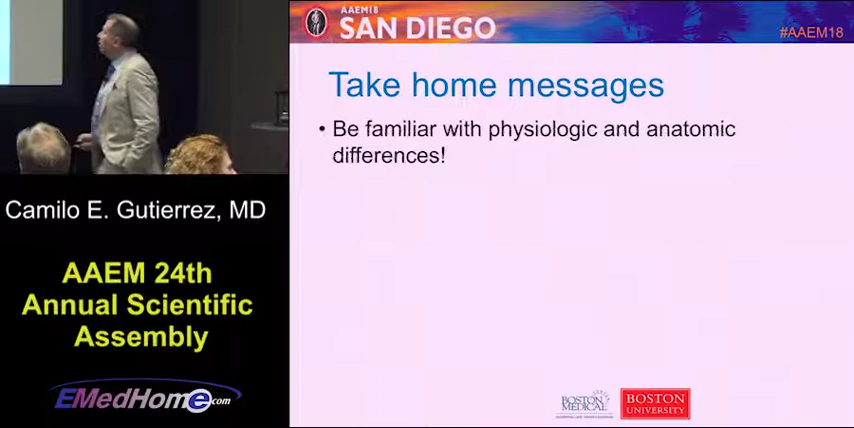 AAEM18
SAN DIEGO
#AAEM18
Take home messages
• Be familiar with physiologic and anatomic
differences!
Camilo E. Gutierrez, MD
AAEM 24th
Annual Scientific
Assembly
EMedHome.com
BOSTON
MEDICAL
BOSTON
UNIVERSITY